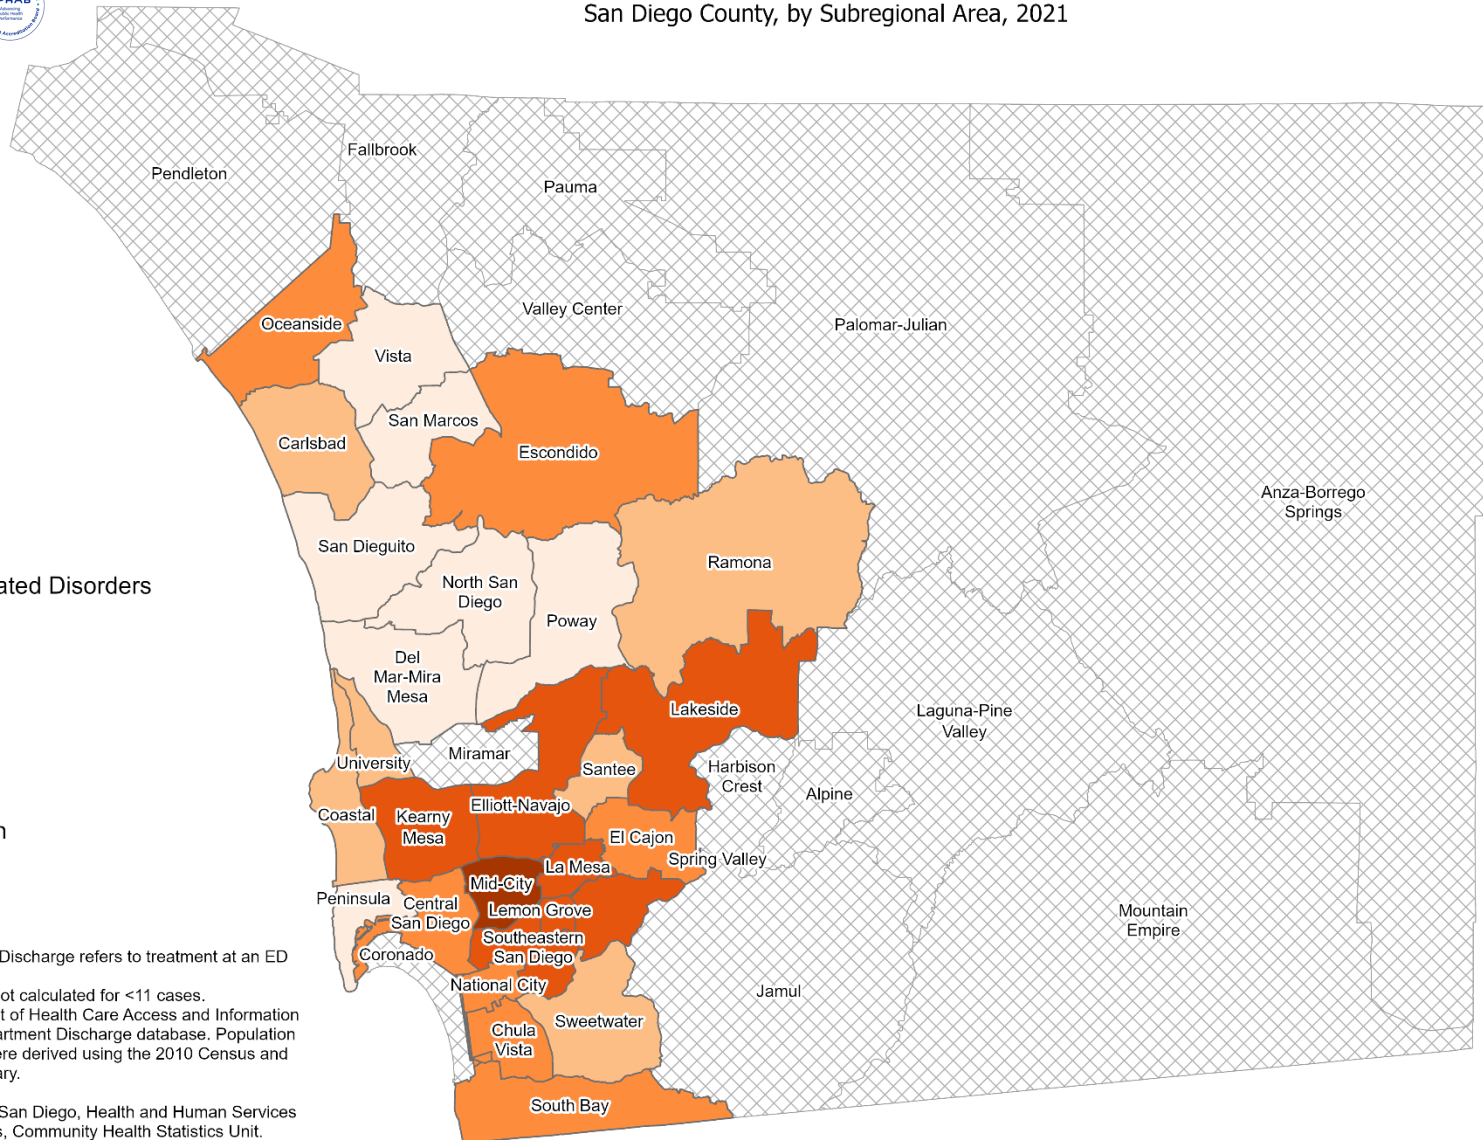 San Diego County, by Subregional Area, 2021
Fallbrook
Pendleton
Pauma
Valley Center
Oceanside
Palomar-Julian
Vista
San Marcos
Carlsbad
Escondido
Anza-Borrego
Springs
San Dieguito
Ramona
North San
Diego
ated Disorders
Poway
Del
Mar-Mira
Mesa
Lakeside
Laguna-Pine
Valley
Miramar
University
Santee
Harbison
Crest
Alpine
Elliott-Navajo
Coastal
Kearny
Mesa
n
El Cajon
Spring Valley
La Mesa
Mid-City
Peninsula
Central
San Diego
Lemon Grove
Mountain
Empire
Southeastern
San Diego
Coronado
Discharge refers to treatment at an ED
National City
Jamul
ot calculated for <11 cases.
t of Health Care Access and Information
artment Discharge database. Population
ere derived using the 2010 Census and
ary.
Sweetwater
Chula
Vista
South Bay
San Diego, Health and Human Services
s, Community Health Statistics Unit.